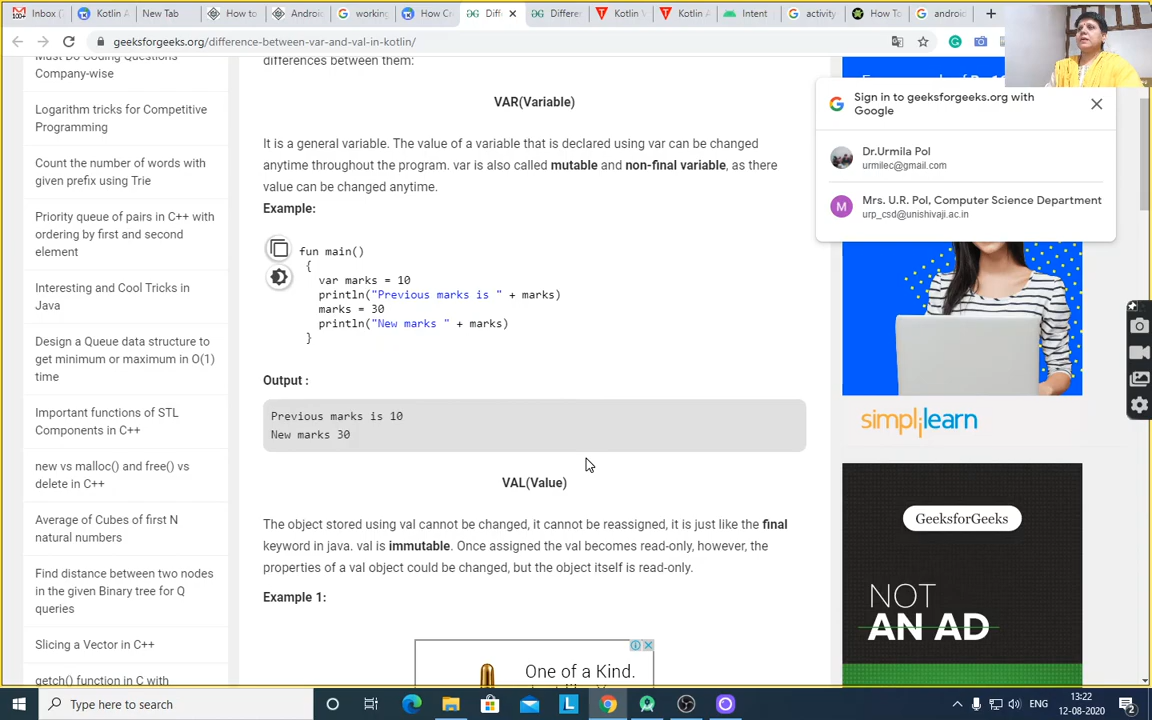 Inbox (
Kotlin A
New Tab
How to
Androi
working
How Cr
Diffe
Differen
Kotlin V
Kotlin A
Intent
activity
How To
android
geeksforgeeks.org/difference-between-var-and-val-in-kotlin/
Must Do Coding Questions
Company-wise
Logarithm tricks for Competitive
Programming
Count the number of words with
given prefix using Trie
Priority queue of pairs in C++ with
ordering by first and second
element
Interesting and Cool Tricks in
Java
Design a Queue data structure to
get minimum or maximum in O(1)
time
Important functions of STL
Components in C++
new vs malloc() and free() vs
delete in C++
Average of Cubes of first N
natural numbers
Find distance between two nodes
in the given Binary tree for Q
queries
Slicing a Vector in C++
getch() function in C with
differences between them:
VAR(Variable)
It is a general variable. The value of a variable that is declared using var can be changed
anytime throughout the program. var is also called mutable and non-final variable, as there
value can be changed anytime.
Example:
fun main()
{
var marks = 10
println("Previous marks is " + marks)
marks = 30
println("New marks " + marks)
}
Output :
Previous marks is 10
New marks 30
VAL(Value)
The object stored using val cannot be changed, it cannot be reassigned, it is just like the final
keyword in java. val is immutable. Once assigned the val becomes read-only, however, the
properties of a val object could be changed, but the object itself is read-only.
Example 1:
One of a Kind.
Sign in to geeksforgeeks.org with
Google
Dr.Urmila Pol
urmilec@gmail.com
M
Mrs. U.R. Pol, Computer Science Department
urp_csd@unishivaji.ac.in
simplilearn
GeeksforGeeks
NOT
AN AD
Type here to search
ENG
13:22
12-08-2020
2